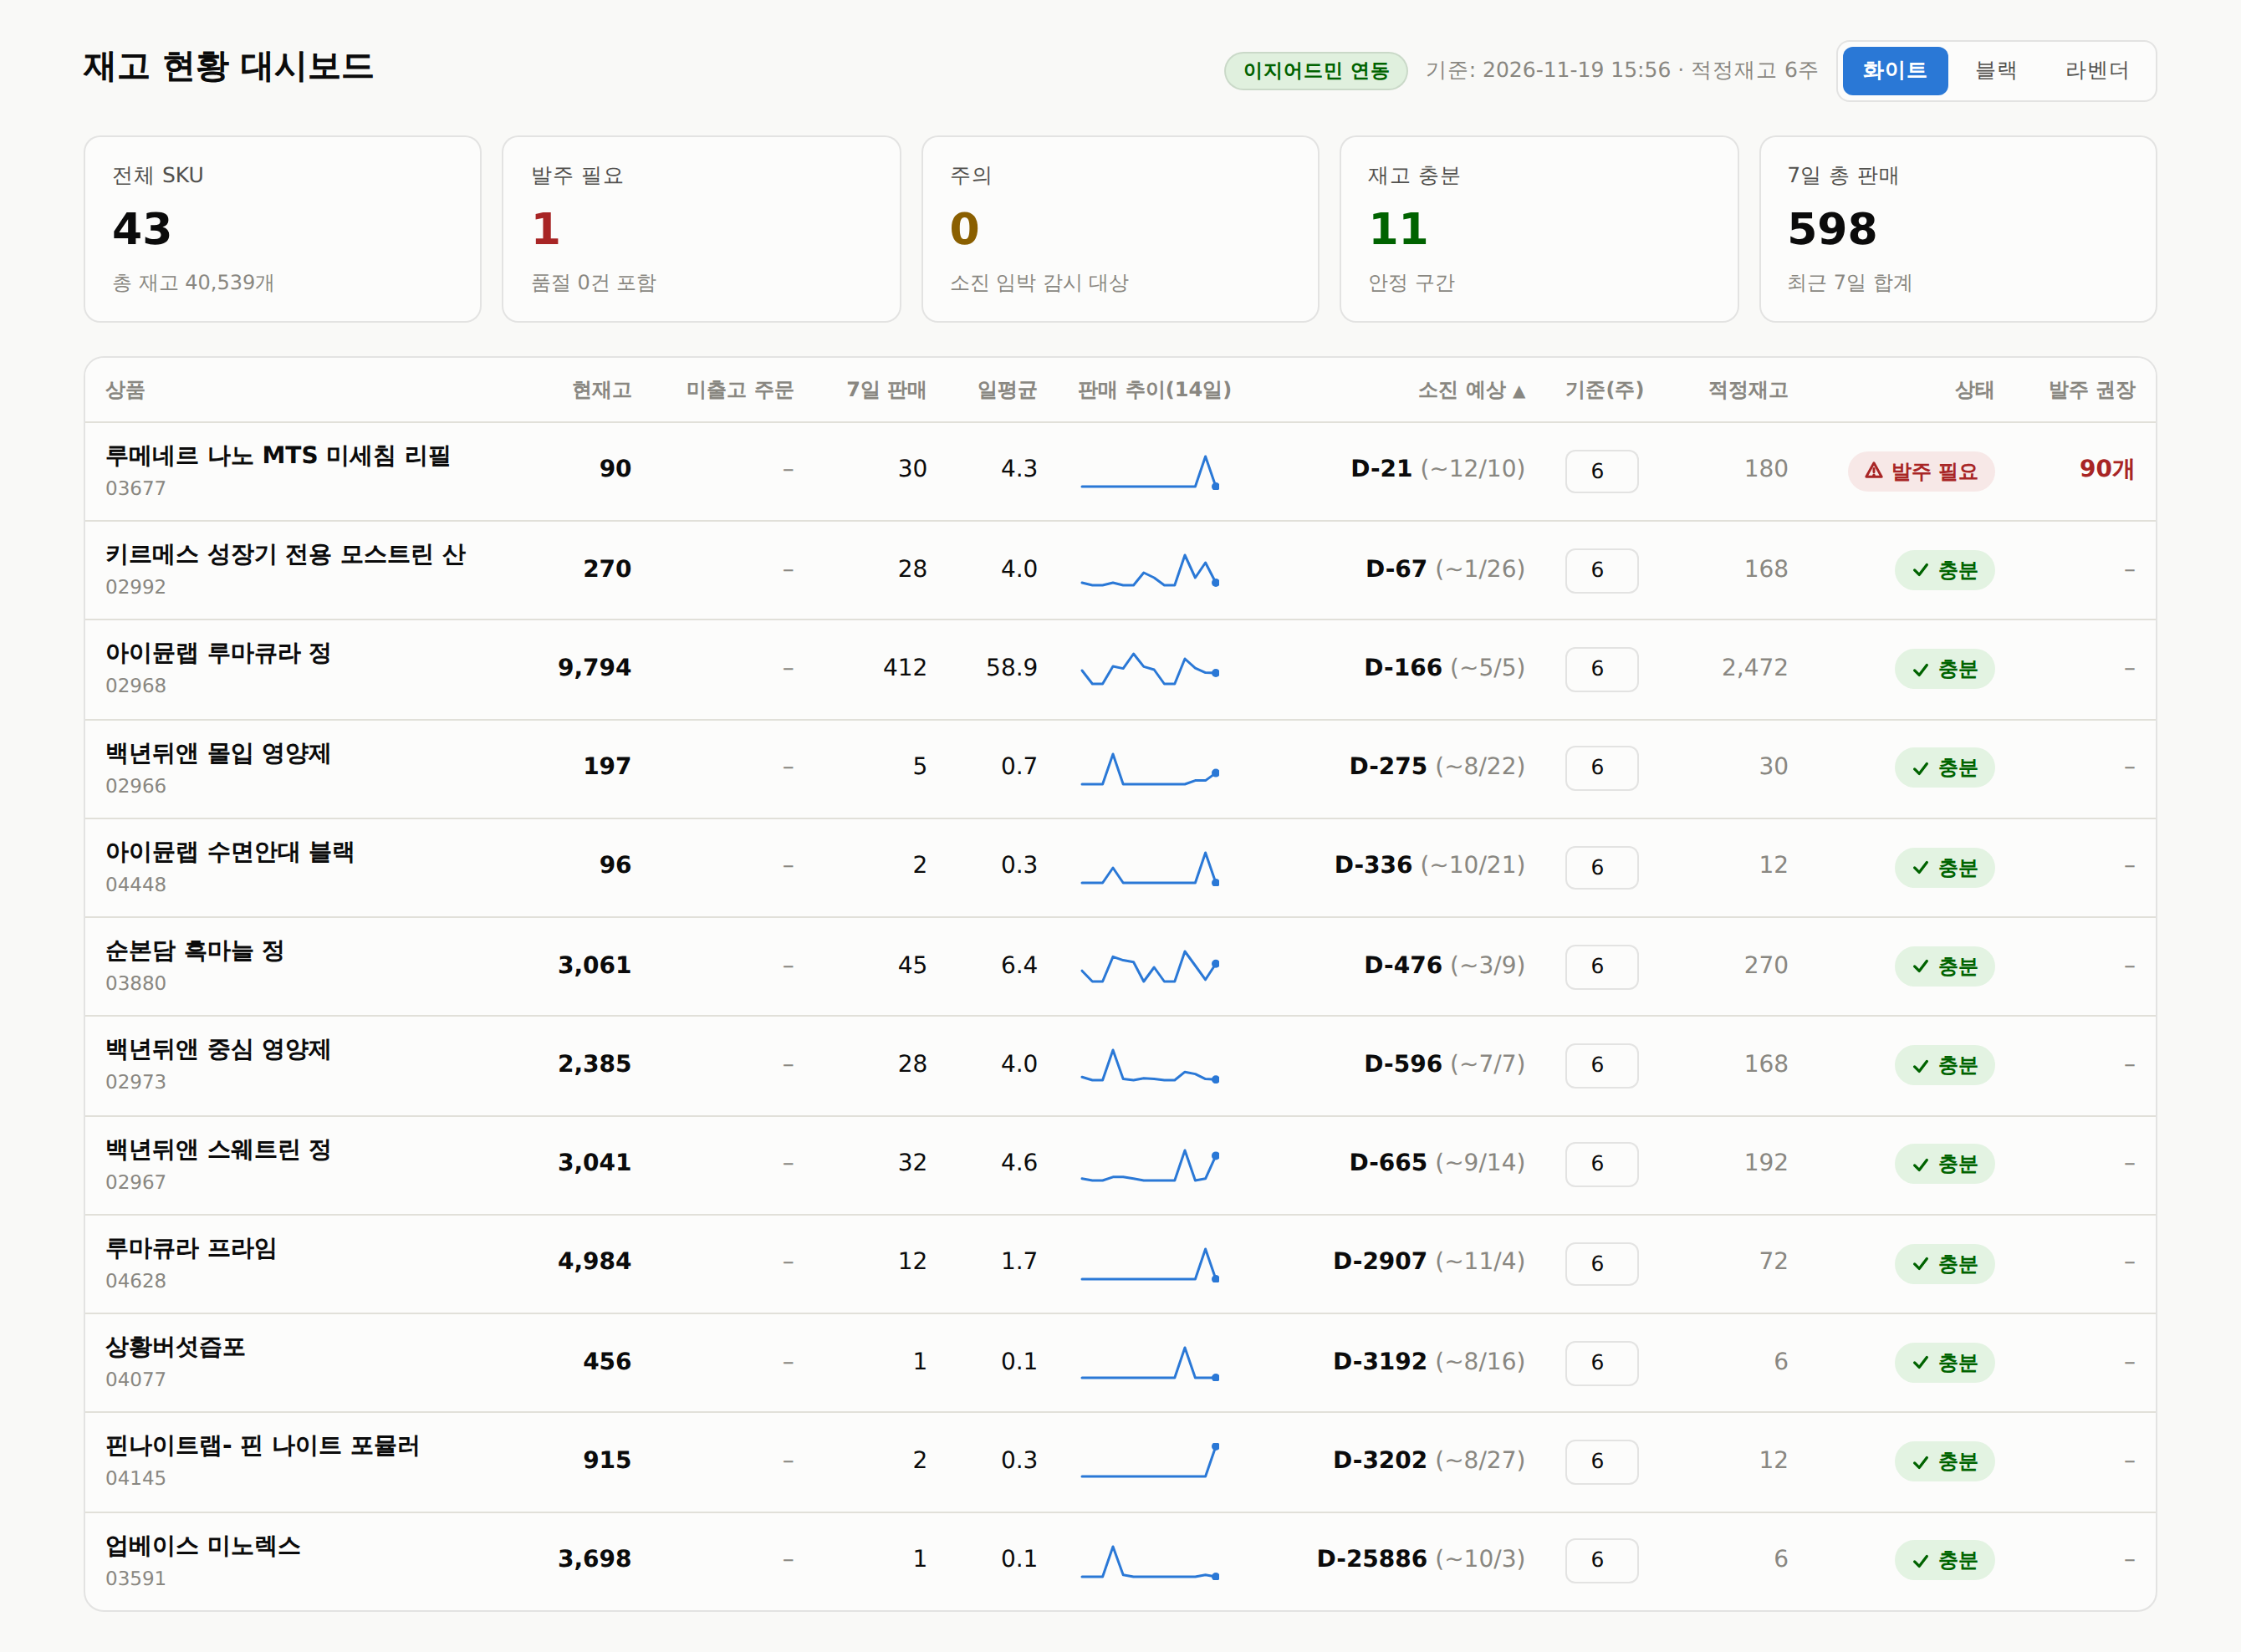 재고 현황 대시보드
이지어드민 연동 기준: 2026-11-19 15:56 · 적정재고 6주 화이트 블랙 라벤더
전체 SKU
43
총 재고 40,539개
발주 필요
1
품절 0건 포함
주의
0
소진 임박 감시 대상
재고 충분
11
안정 구간
7일 총 판매
598
최근 7일 합계
상품 현재고 미출고 주문 7일 판매 일평균 판매 추이(14일) 소진 예상 ▲ 기준(주) 적정재고 상태 발주 권장
루메네르 나노 MTS 미세침 리필
03677
90 – 30 4.3 D-21 (~12/10) 6 180 발주 필요 90개
키르메스 성장기 전용 모스트린 산
02992
270 – 28 4.0 D-67 (~1/26) 6 168 충분 –
아이뮨랩 루마큐라 정
02968
9,794 – 412 58.9 D-166 (~5/5) 6 2,472 충분 –
백년뒤앤 몰입 영양제
02966
197 – 5 0.7 D-275 (~8/22) 6 30 충분 –
아이뮨랩 수면안대 블랙
04448
96 – 2 0.3 D-336 (~10/21) 6 12 충분 –
순본담 흑마늘 정
03880
3,061 – 45 6.4 D-476 (~3/9) 6 270 충분 –
백년뒤앤 중심 영양제
02973
2,385 – 28 4.0 D-596 (~7/7) 6 168 충분 –
백년뒤앤 스웨트린 정
02967
3,041 – 32 4.6 D-665 (~9/14) 6 192 충분 –
루마큐라 프라임
04628
4,984 – 12 1.7 D-2907 (~11/4) 6 72 충분 –
상황버섯즙포
04077
456 – 1 0.1 D-3192 (~8/16) 6 6 충분 –
핀나이트랩- 핀 나이트 포뮬러
04145
915 – 2 0.3 D-3202 (~8/27) 6 12 충분 –
업베이스 미노렉스
03591
3,698 – 1 0.1 D-25886 (~10/3) 6 6 충분 –